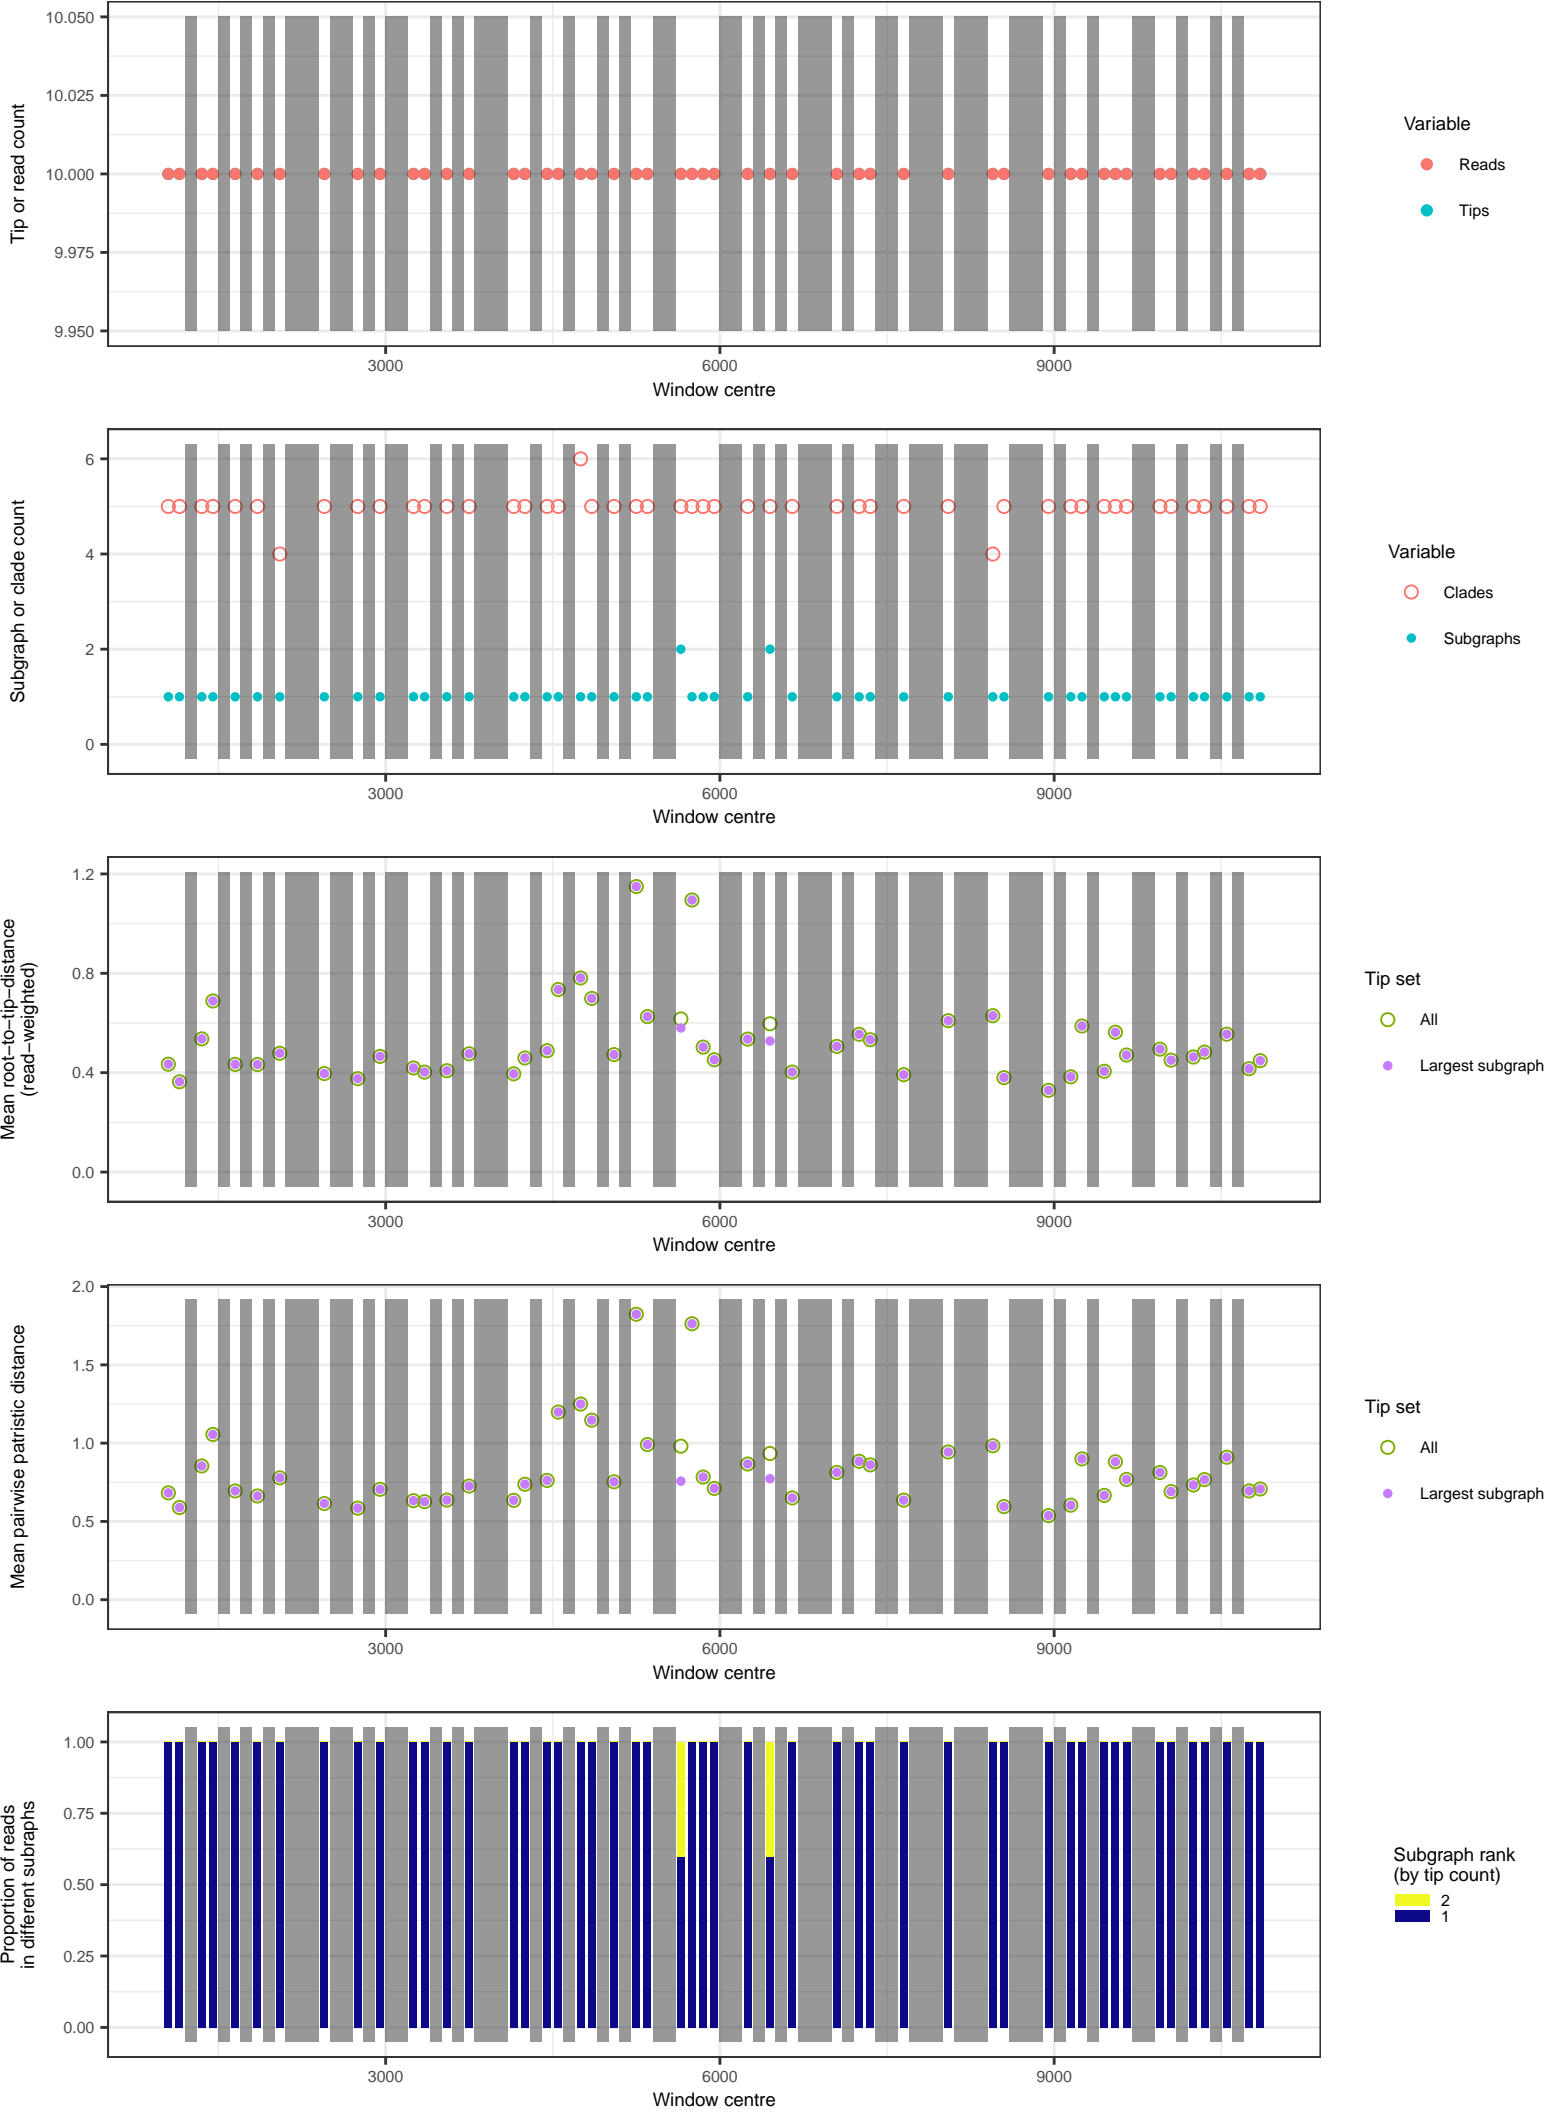 10.050
10.025
10.000
9.975
9.950
Tip or read count
3000
6000
9000
Window centre
Variable
Reads
Tips
6
4
2
0
Subgraph or clade count
3000
6000
9000
Window centre
Variable
Clades
Subgraphs
1.2
0.8
0.4
0.0
Mean root−to−tip−distance
(read−weighted)
3000
6000
9000
Window centre
Tip set
All
Largest subgraph
2.0
1.5
1.0
0.5
0.0
Mean pairwise patristic distance
3000
6000
9000
Window centre
Tip set
All
Largest subgraph
1.00
0.75
0.50
0.25
0.00
Proportion of reads
in different subraphs
3000
6000
9000
Window centre
Subgraph rank
(by tip count)
2
1